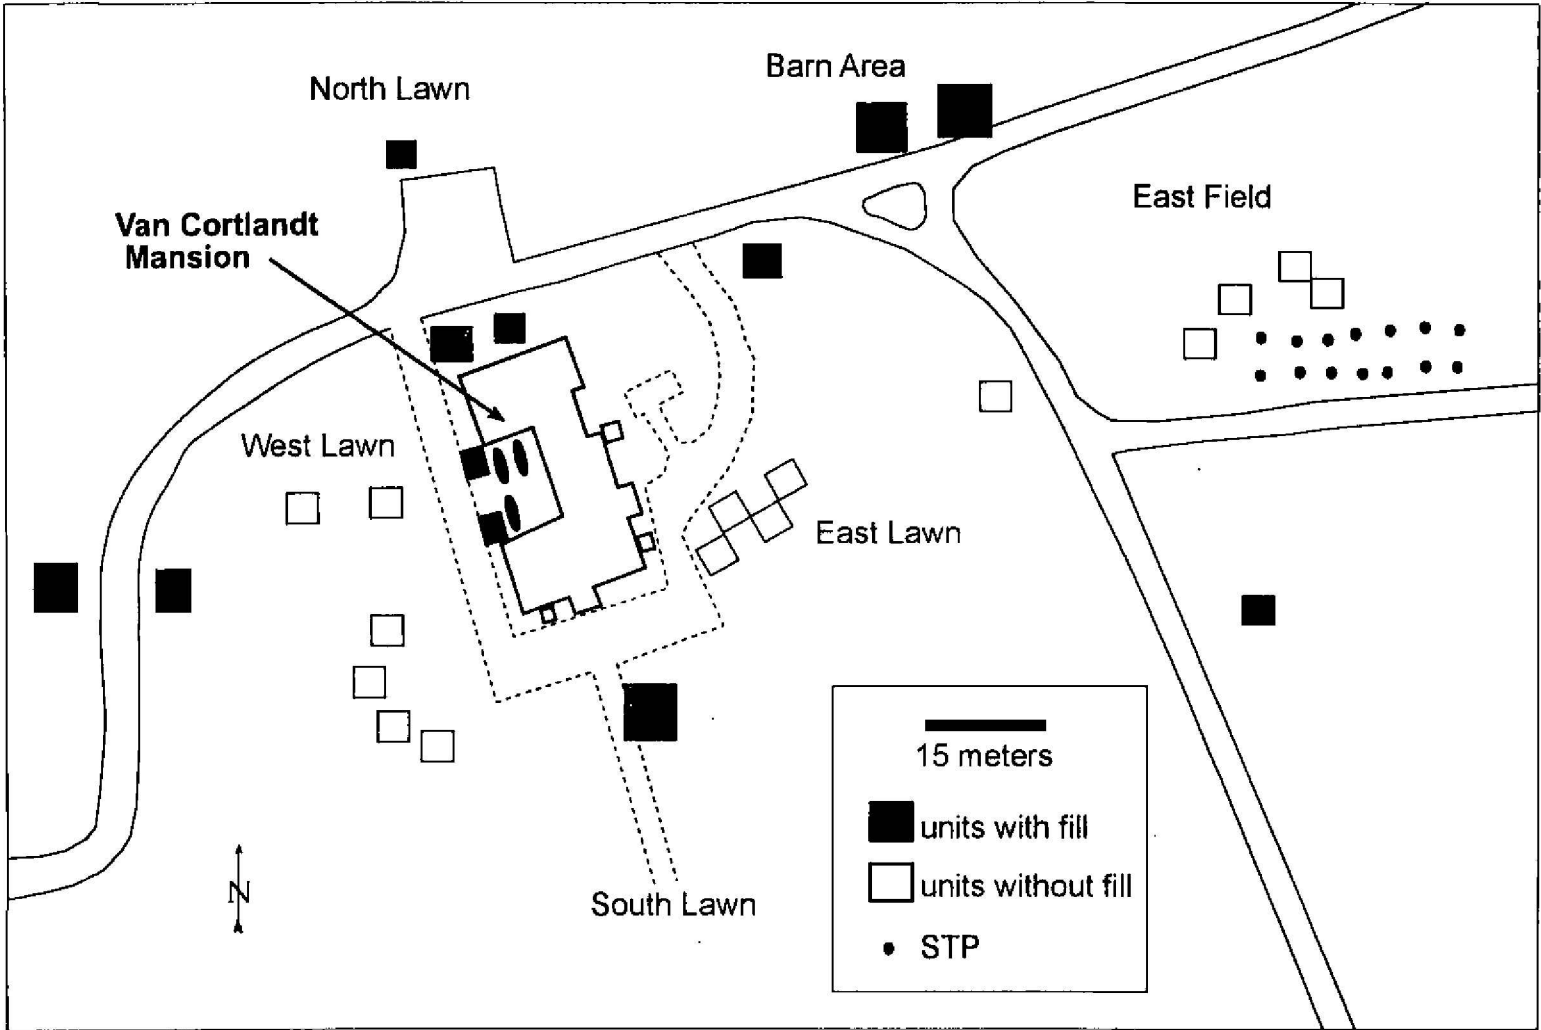 North Lawn
Barn Area
East Field
Van Cortlandt
Mansion
West Lawn
East Lawn
15 meters
units with fill
units without fill
STP
N
South Lawn